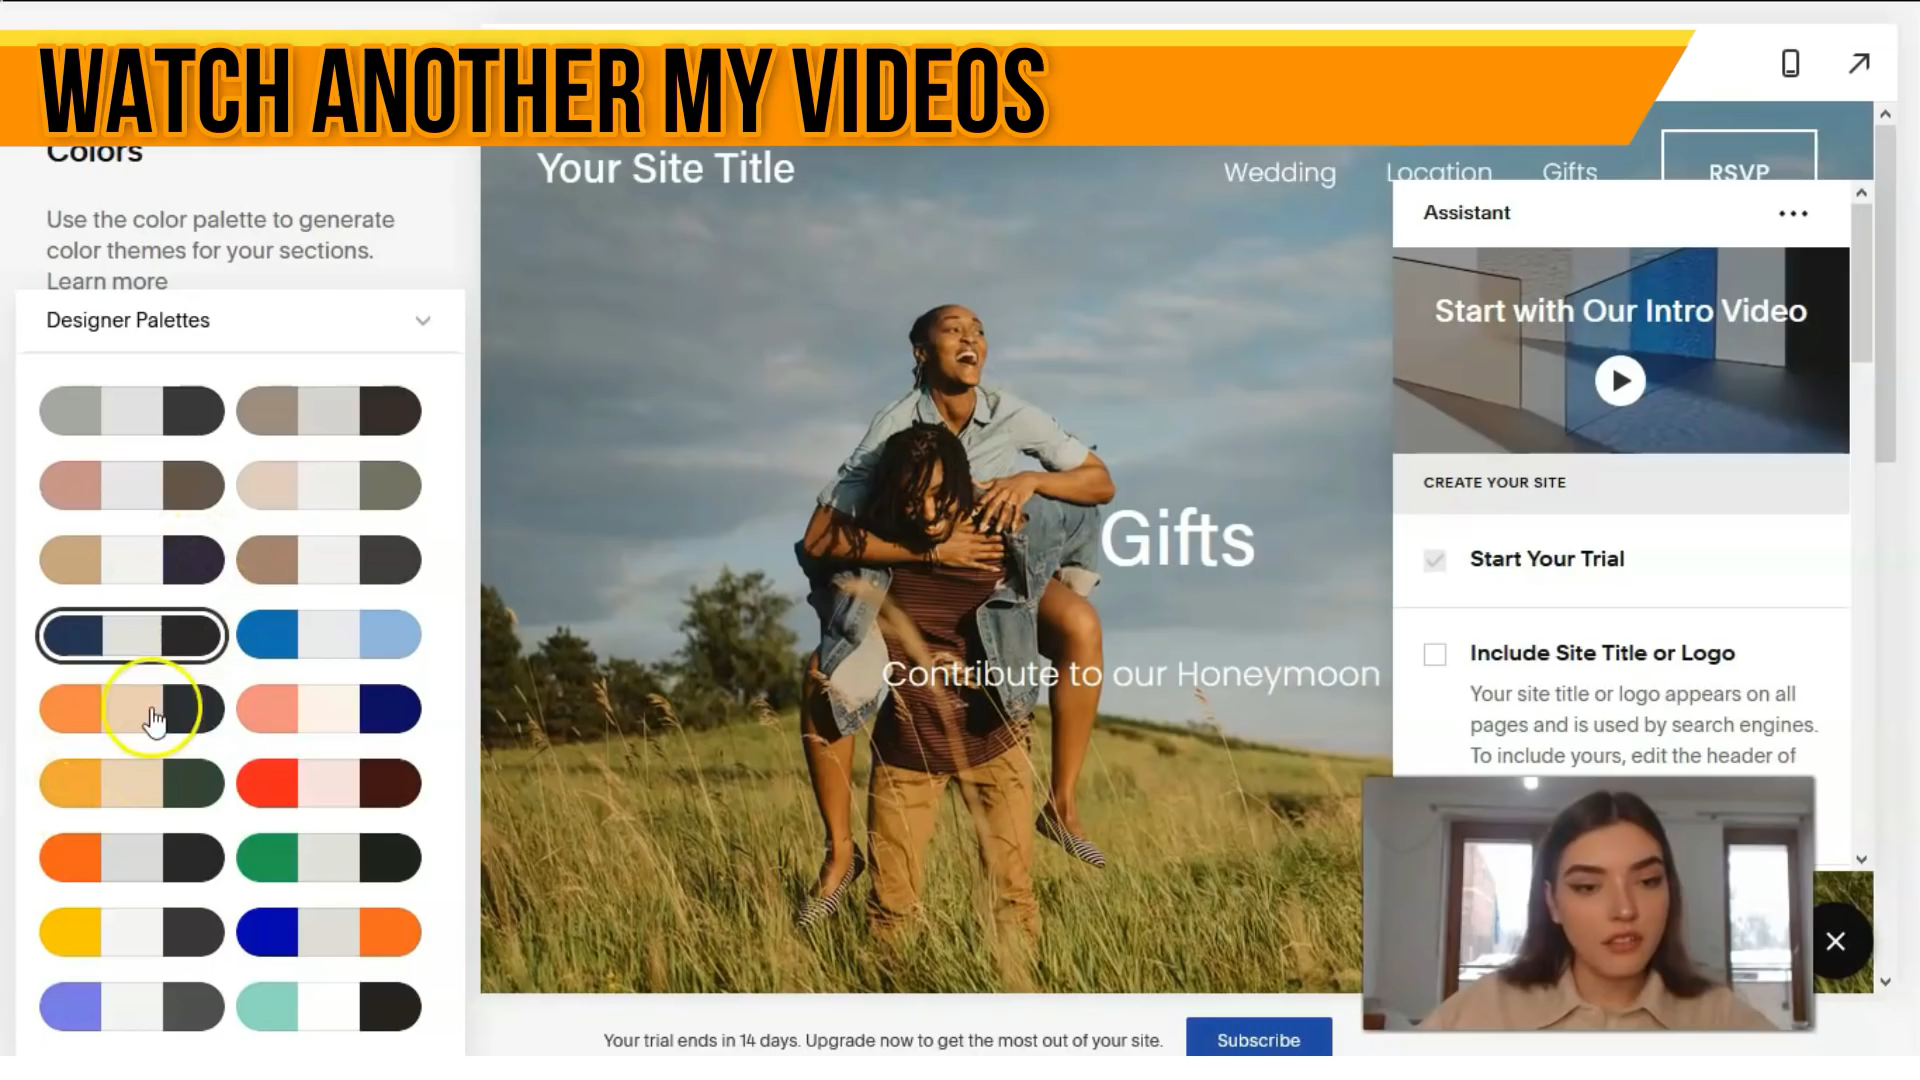 WATCH ANOTHER MY VIDEOS
Colors
Use the color palette to generate
color themes for your sections.
Learn more
Designer Palettes
Your Site Title
Wedding
Location
Gifts
RSVP
Gifts
Contribute to our Honeymoon
Assistant
Start with Our Intro Video
CREATE YOUR SITE
Start Your Trial
Include Site Title or Logo
Your site title or logo appears on all
pages and is used by search engines.
To include yours, edit the header of
Your trial ends in 14 days. Upgrade now to get the most out of your site.
Subscribe